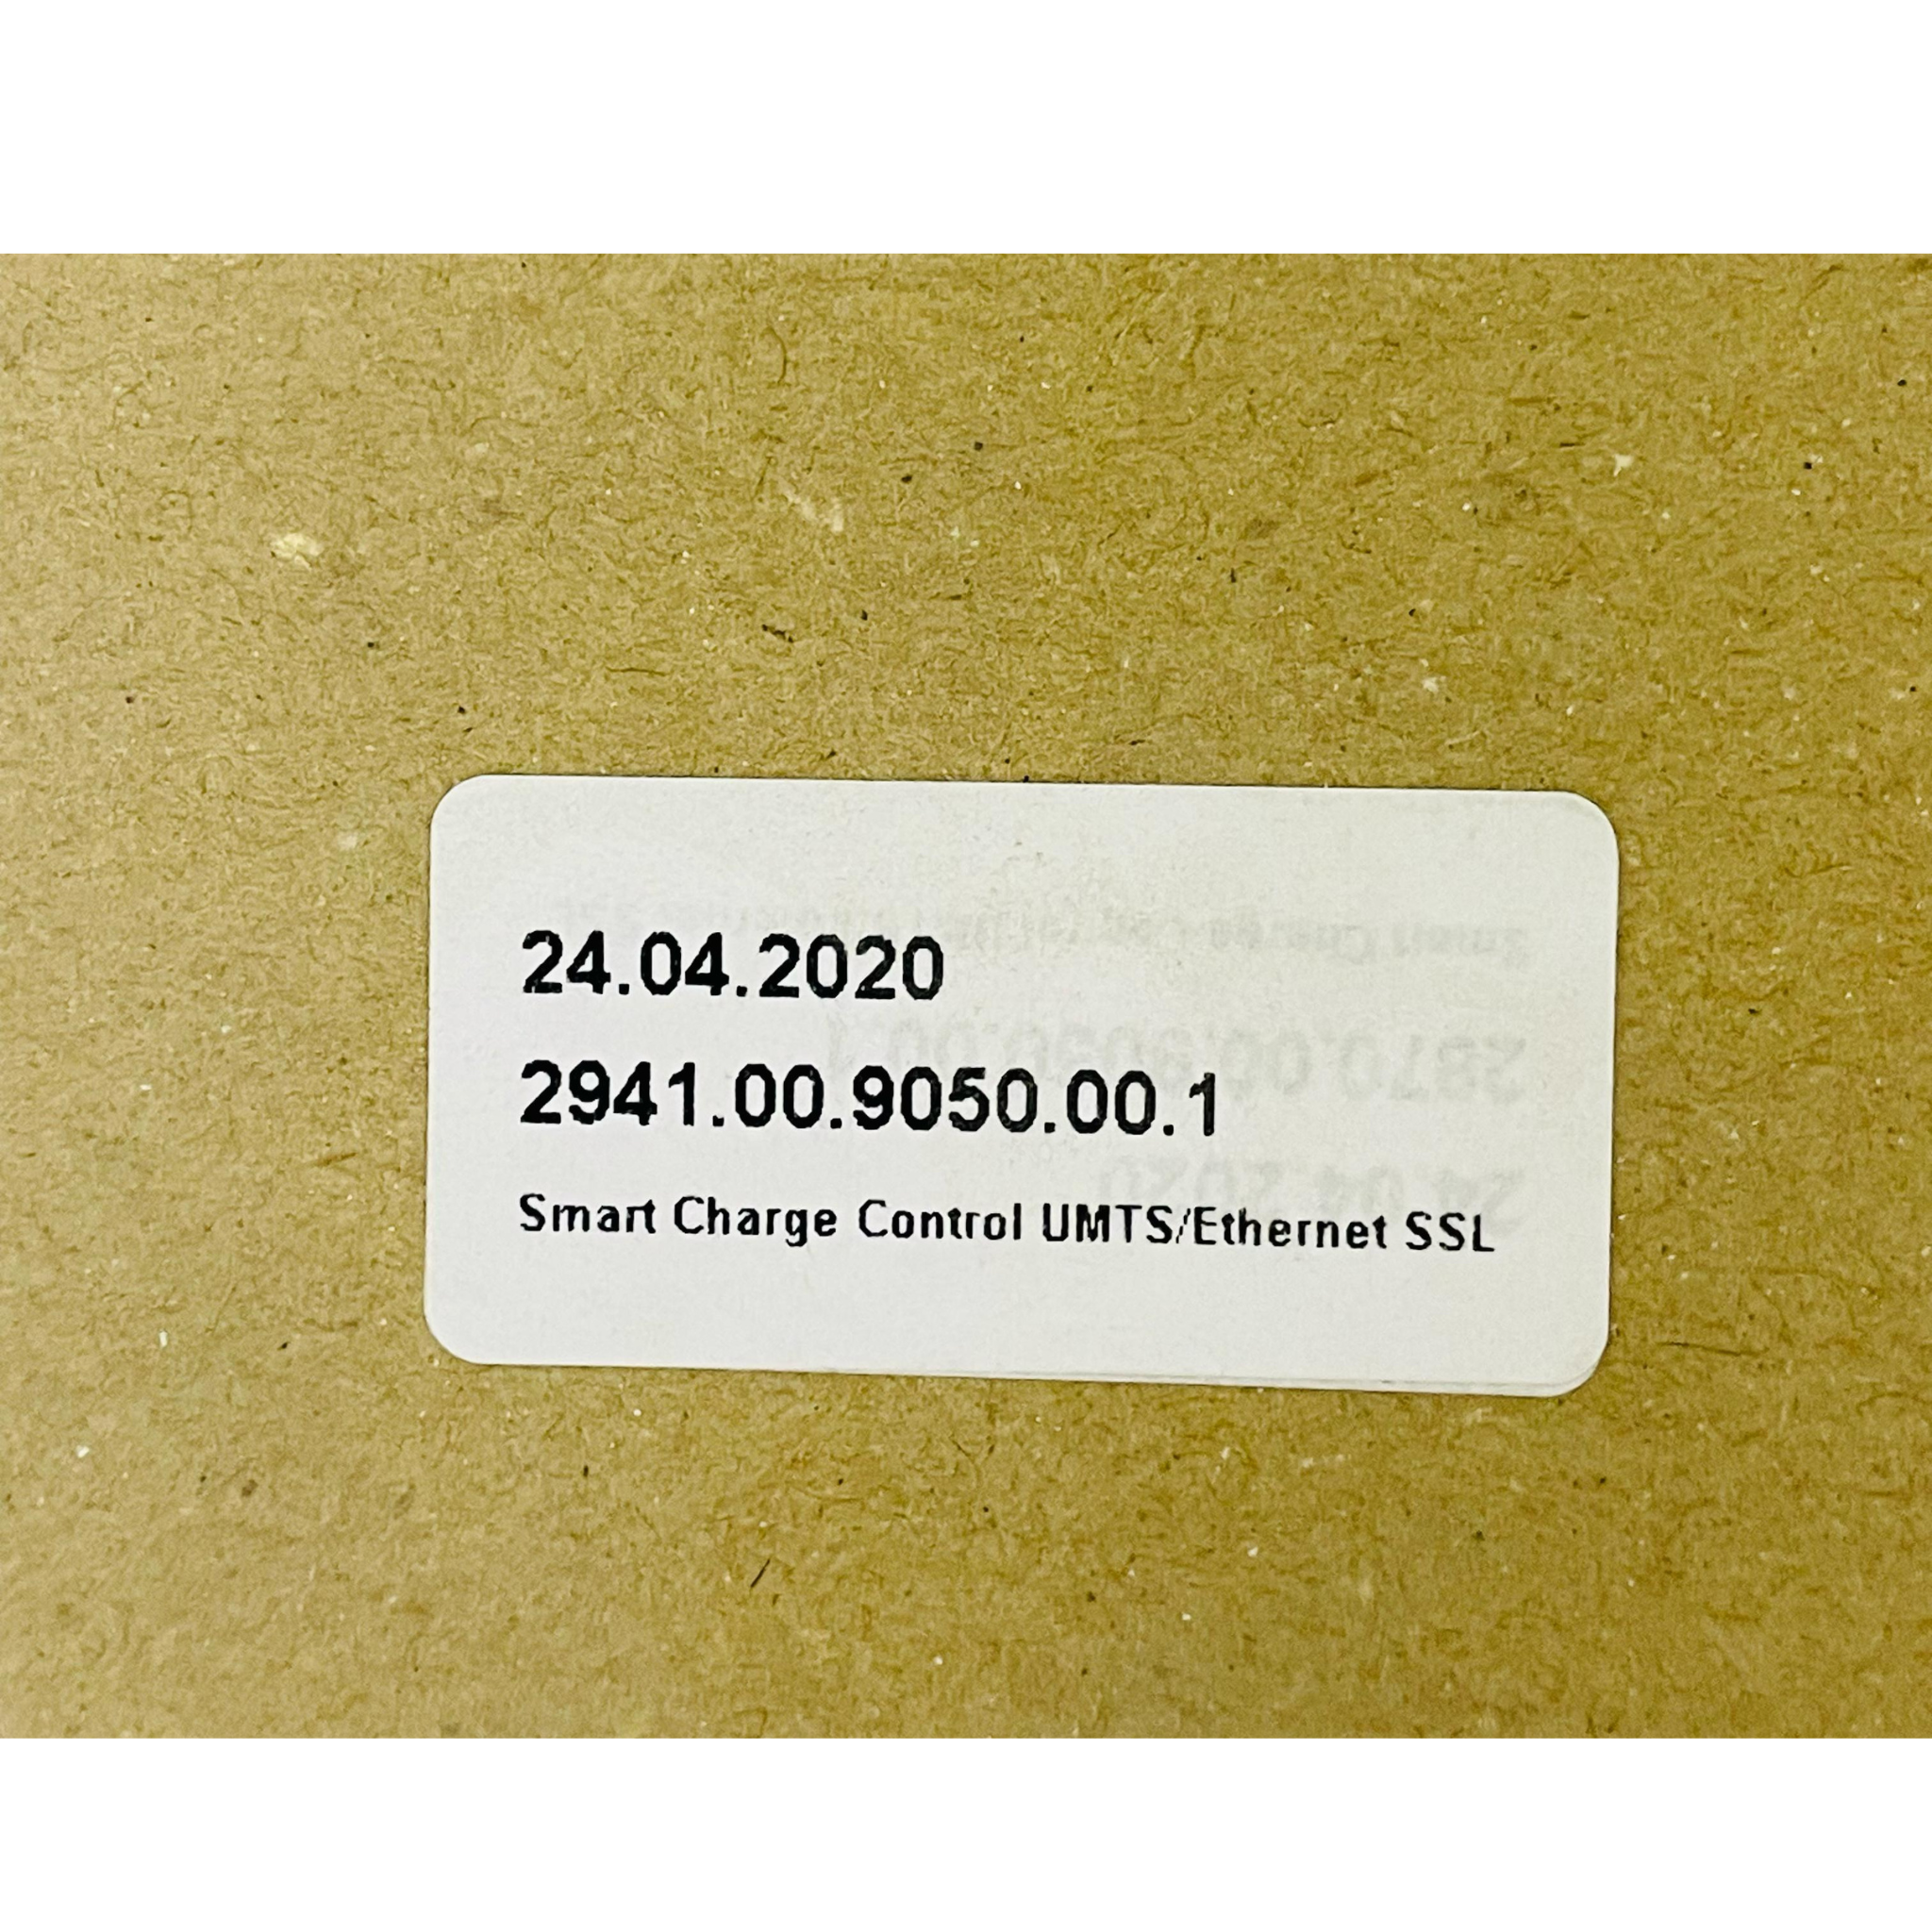 24.04.2020
2941.00.9050.00.1
Smart Charge Control UMTS/Ethernet SSL